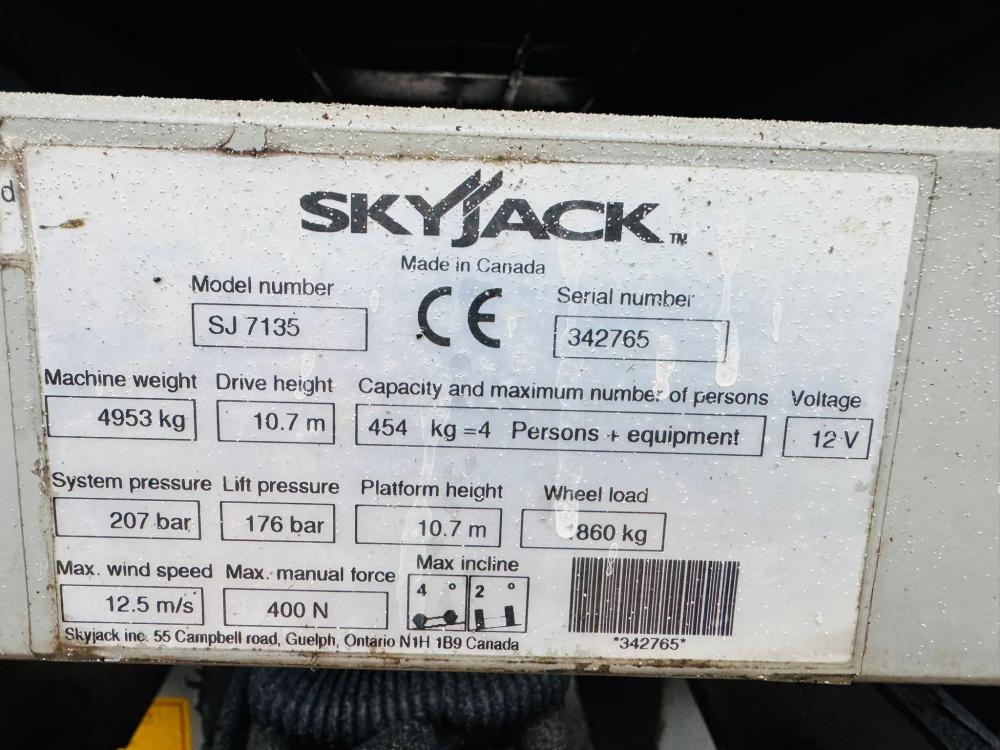 d
SKYJACK TM
Made in Canada
Model number
SJ 7135
CE
Serial number
342765
Machine weight Drive height Capacity and maximum number of persons Voltage
4953 kg 10.7 m 454 kg =4 Persons + equipment 12 V
System pressure Lift pressure Platform height Wheel load
207 bar 176 bar 10.7 m 860 kg
Max. wind speed Max. manual force Max incline
12.5 m/s 400 N 4 ° 2 °
Skyjack inc. 55 Campbell road, Guelph, Ontario N1H 1B9 Canada
*342765*